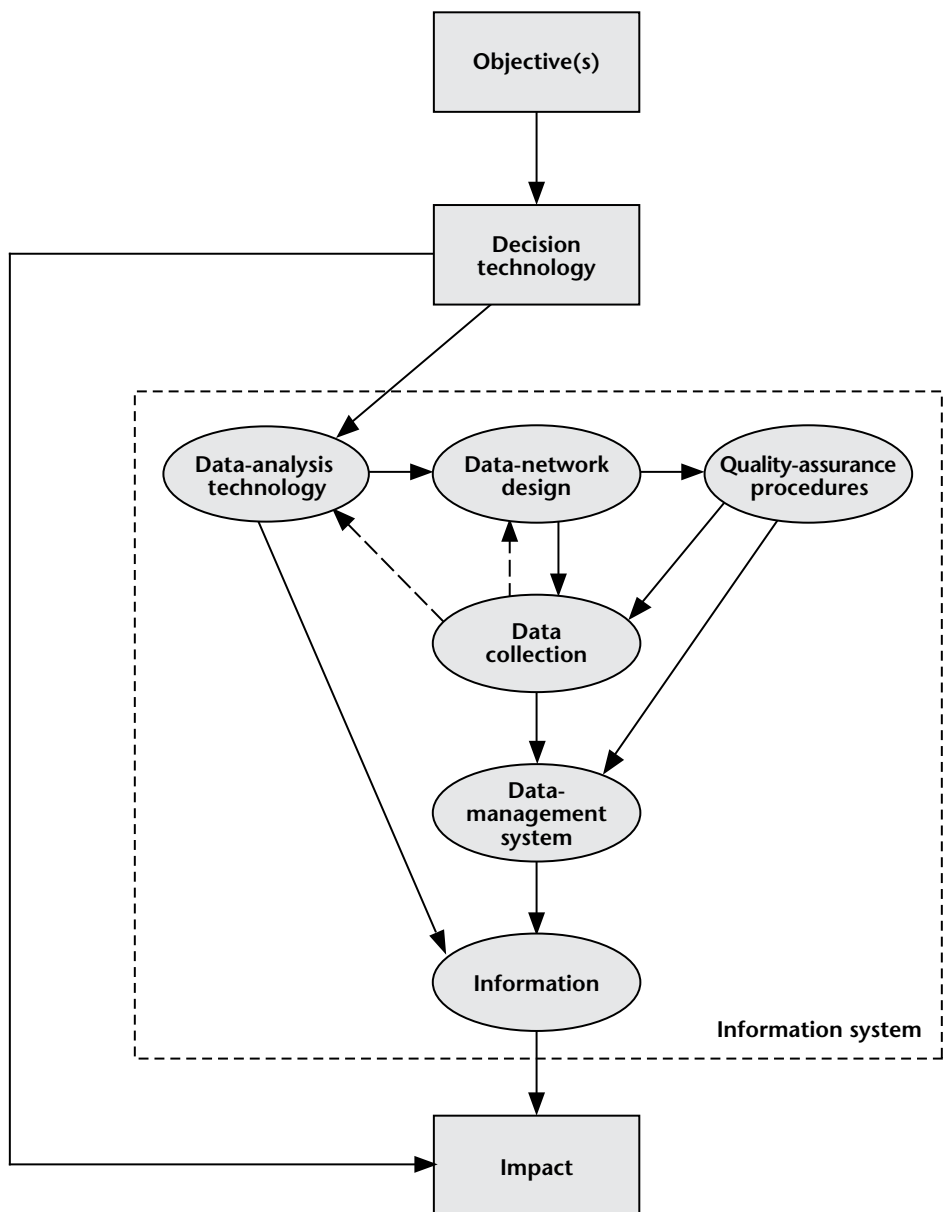 Objective(s)
Decision
technology
Data-analysis
technology
Data-network
design
Quality-assurance
procedures
Data
collection
Data-
management
system
Information
Information system
Impact